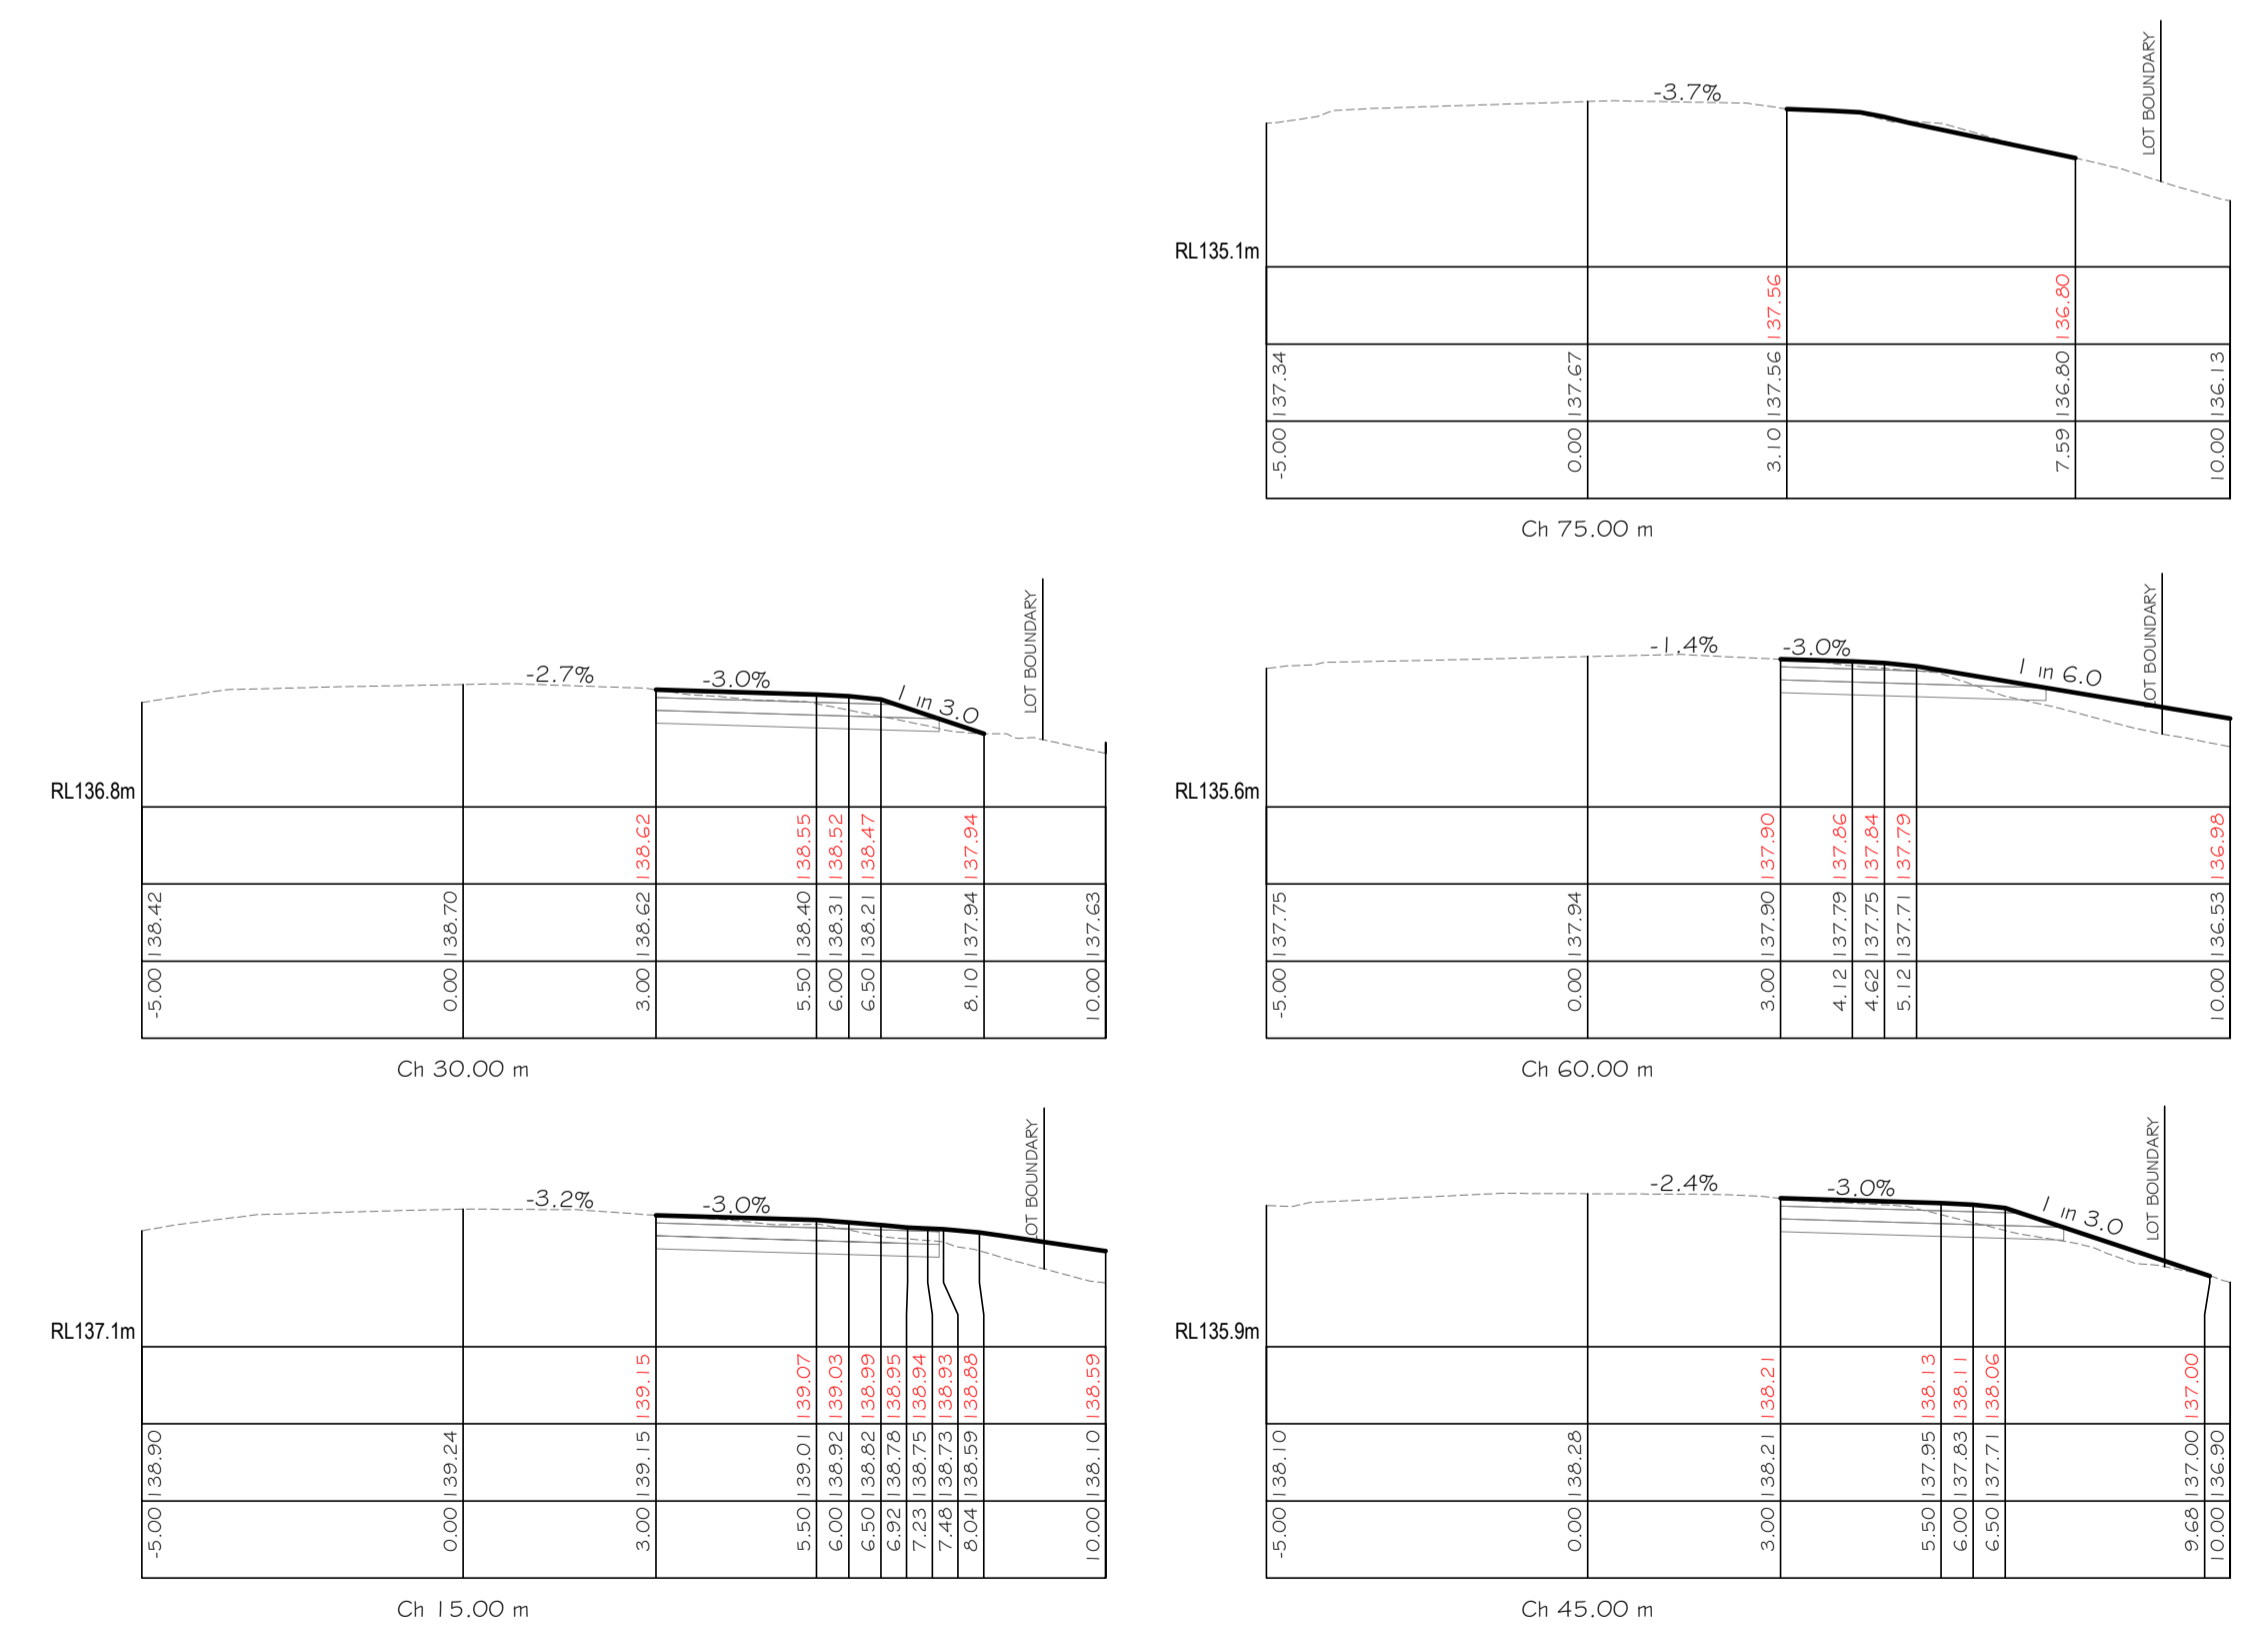 -3.7%
LOT BOUNDARY
RL135.1m
137.56 136.80
137.34 137.67 137.56 136.80 136.13
-5.00 0.00 3.10 7.59 10.00
Ch 75.00 m
-2.7% -3.0% 1 in 3.0
LOT BOUNDARY
RL136.8m
138.62 138.55 138.52 138.47 137.94
138.42 138.70 138.62 138.40 138.31 138.21 137.94 137.63
-5.00 0.00 3.00 5.50 6.00 6.50 8.10 10.00
Ch 30.00 m
-1.4% -3.0% 1 in 6.0
LOT BOUNDARY
RL135.6m
137.90 137.86 137.84 137.79 136.98
137.75 137.94 137.90 137.79 137.75 137.71 136.53
-5.00 0.00 3.00 4.12 4.62 5.12 10.00
Ch 60.00 m
-3.2% -3.0%
LOT BOUNDARY
RL137.1m
139.15 139.07 139.03 138.99 138.95 138.94 138.93 138.88 138.59
138.90 139.24 139.15 139.01 138.92 138.82 138.78 138.75 138.73 138.59 138.10
-5.00 0.00 3.00 5.50 6.00 6.50 6.92 7.23 7.48 8.04 10.00
Ch 15.00 m
-2.4% -3.0% 1 in 3.0
LOT BOUNDARY
RL135.9m
138.21 138.13 138.11 138.06 137.00
138.10 138.28 138.21 137.95 137.83 137.71 137.00 136.90
-5.00 0.00 3.00 5.50 6.00 6.50 9.68 10.00
Ch 45.00 m